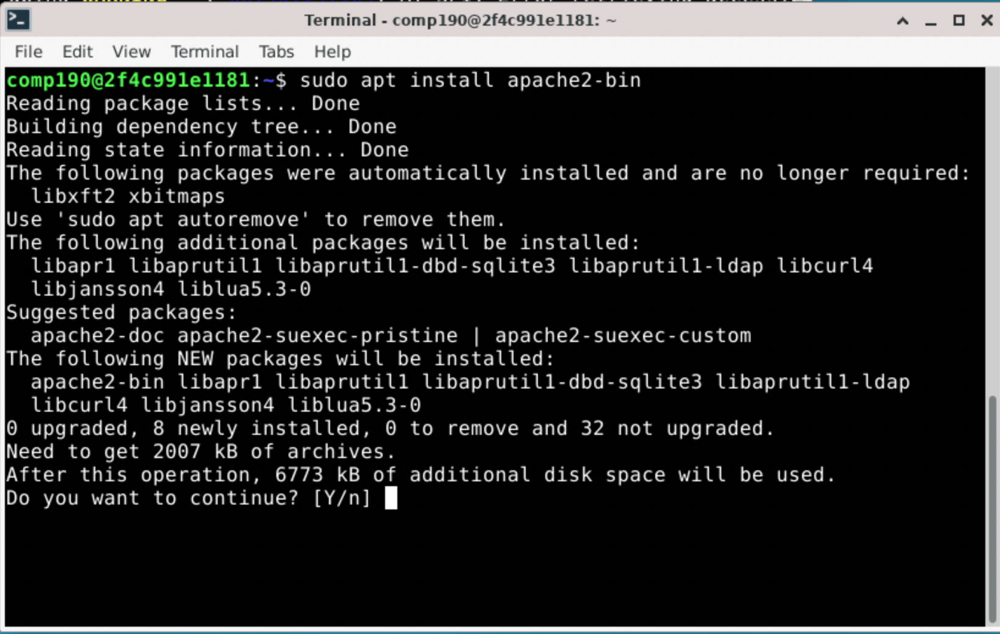 Terminal - comp190@2f4c991e1181: ~
File Edit View Terminal Tabs Help
comp190@2f4c991e1181:~$ sudo apt install apache2-bin
Reading package lists... Done
Building dependency tree... Done
Reading state information... Done
The following packages were automatically installed and are no longer required:
  libxft2 xbitmaps
Use 'sudo apt autoremove' to remove them.
The following additional packages will be installed:
  libapr1 libaprutil1 libaprutil1-dbd-sqlite3 libaprutil1-ldap libcurl4
  libjansson4 liblua5.3-0
Suggested packages:
  apache2-doc apache2-suexec-pristine | apache2-suexec-custom
The following NEW packages will be installed:
  apache2-bin libapr1 libaprutil1 libaprutil1-dbd-sqlite3 libaprutil1-ldap
  libcurl4 libjansson4 liblua5.3-0
0 upgraded, 8 newly installed, 0 to remove and 32 not upgraded.
Need to get 2007 kB of archives.
After this operation, 6773 kB of additional disk space will be used.
Do you want to continue? [Y/n]